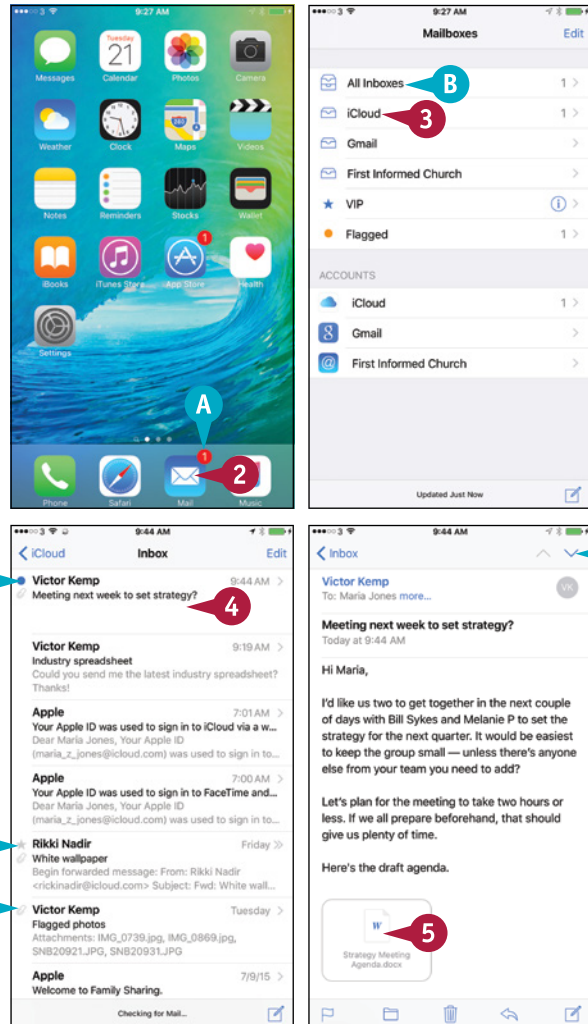 3 9:27 AM
Tuesday
21
Messages Calendar Photos Camera
280
Weather Clock Maps Videos
Notes Reminders Stocks Wallet
1
iBooks iTunes Store App Store Health
Settings
A
1
2
Phone Safari Mail Music
3 9:27 AM
Mailboxes Edit
All Inboxes B 1
iCloud 3 1
Gmail
First Informed Church
VIP i
Flagged 1
ACCOUNTS
iCloud 1
8 Gmail
@ First Informed Church
Updated Just Now
3 9:44 AM
iCloud Inbox Edit
Victor Kemp 9:44 AM
Meeting next week to set strategy?
4
Victor Kemp 9:19 AM
Industry spreadsheet
Could you send me the latest industry spreadsheet?
Thanks!
Apple 7:01 AM
Your Apple ID was used to sign in to iCloud via a w...
Dear Maria Jones, Your Apple ID
(maria_z_jones@icloud.com) was used to sign in to...
Apple 7:00 AM
Your Apple ID was used to sign in to FaceTime and...
Dear Maria Jones, Your Apple ID
(maria_z_jones@icloud.com) was used to sign in to...
Rikki Nadir Friday
White wallpaper
Begin forwarded message: From: Rikki Nadir
<rickinadir@icloud.com> Subject: Fwd: White wall...
Victor Kemp Tuesday
Flagged photos
Attachments: IMG_0739.jpg, IMG_0869.jpg,
SNB20921.JPG, SNB20931.JPG
Apple 7/9/15
Welcome to Family Sharing.
Checking for Mail...
3 9:44 AM
Inbox
Victor Kemp VK
To: Maria Jones more...
Meeting next week to set strategy?
Today at 9:44 AM
Hi Maria,
I'd like us two to get together in the next couple
of days with Bill Sykes and Melanie P to set the
strategy for the next quarter. It would be easiest
to keep the group small — unless there's anyone
else from your team you need to add?
Let's plan for the meeting to take two hours or
less. If we all prepare beforehand, that should
give us plenty of time.
Here's the draft agenda.
W
5
Strategy Meeting
Agenda.docx